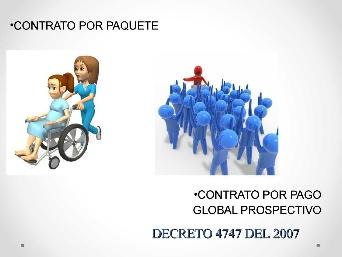 •CONTRATO POR PAQUETE
•CONTRATO POR PAGO
GLOBAL PROSPECTIVO
DECRETO 4747 DEL 2007